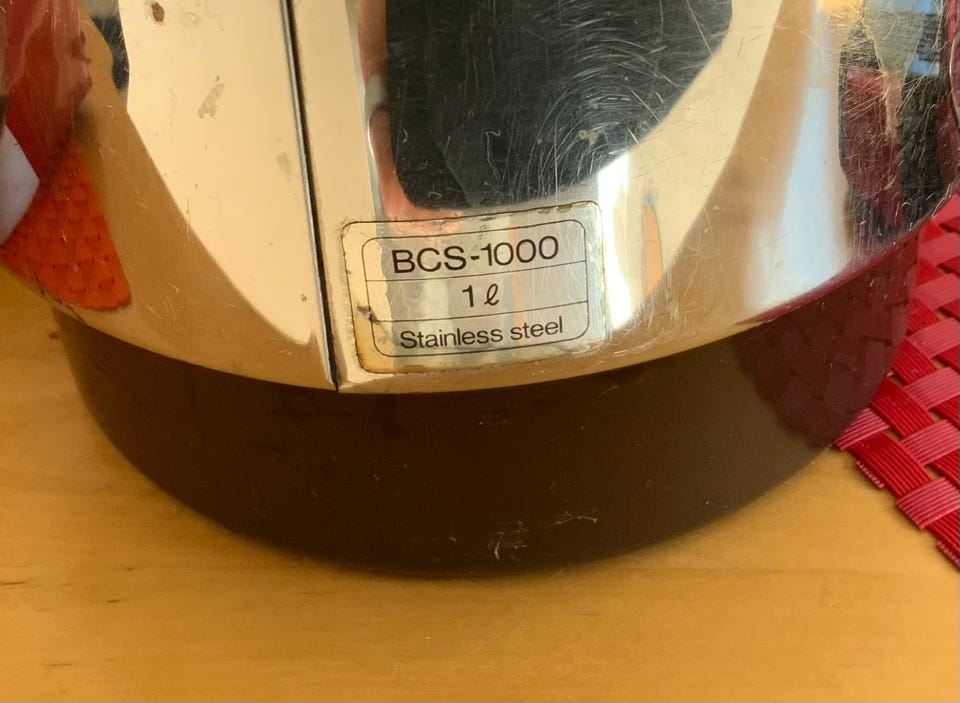 BCS-1000
1 ℓ
Stainless steel